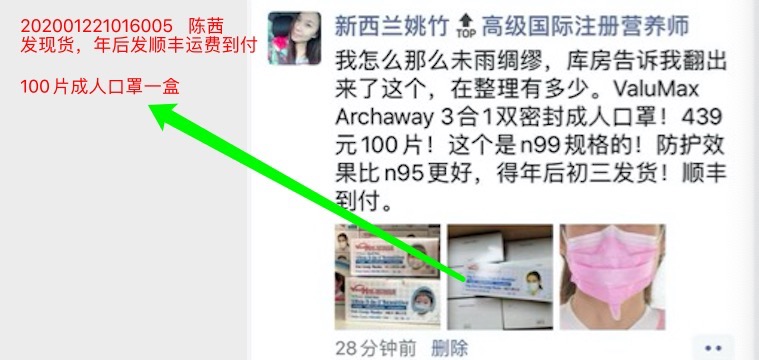 202001221016005 陈茜
发现货，年后发顺丰运费到付
100片成人口罩一盒
新西兰姚竹TOP高级国际注册营养师
我怎么那么未雨绸缪，库房告诉我翻出
来了这个，在整理有多少。ValuMax
Archaway 3合1双密封成人口罩！439
元100片！这个是n99规格的！防护效
果比n95更好，得年后初三发货！顺丰
到付。
28分钟前 删除